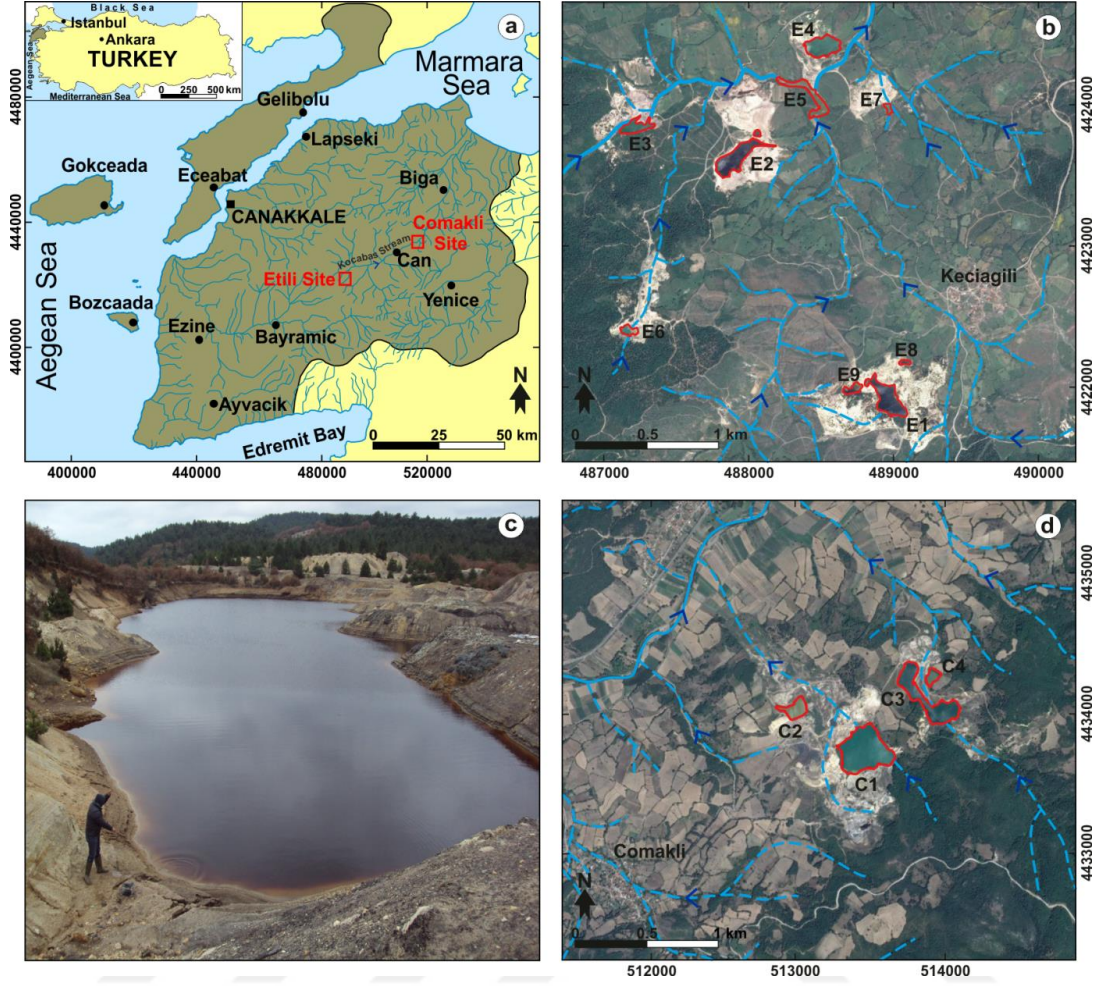 Black Sea
Istanbul
Ankara
TURKEY
Aegean Sea
Mediterranean Sea
0 250 500 km
a
Marmara
Sea
Gelibolu
Lapseki
Gokceada
Eceabat
Biga
CANAKKALE
Comakli
Site
Kocabas Stream
Can
Etili Site
Yenice
Bozcaada
Ezine
Bayramic
Aegean Sea
Ayvacik
N
Edremit Bay
0 25 50 km
4480000
4440000
4400000
400000 440000 480000 520000
b
E4
E5
E7
E3
E2
Keciagili
E6
E8
E9
E1
N
0 0.5 1 km
4424000
4423000
4422000
487000 488000 489000 490000
c
d
C4
C3
C2
C1
Comakli
N
0 0.5 1 km
4435000
4434000
4433000
512000 513000 514000